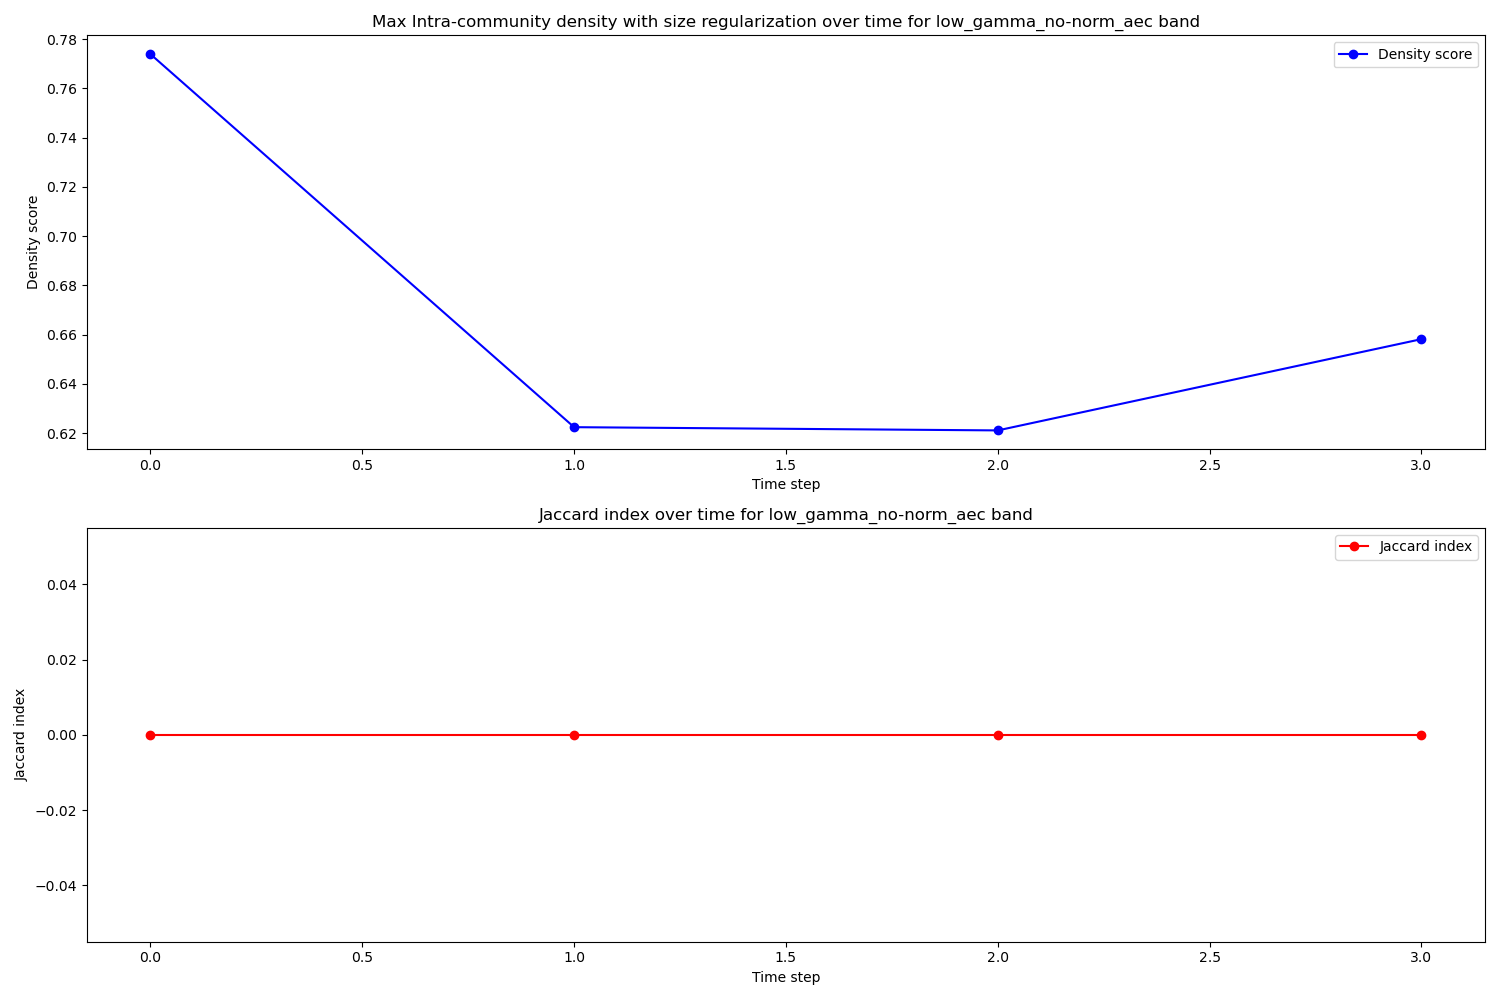 Max Intra-community density with size regularization over time for low_gamma_no-norm_aec band
Density score
0.78
0.76
0.74
0.72
0.70
0.68
0.66
0.64
0.62
Density score
0.0 0.5 1.0 1.5 2.0 2.5 3.0
Time step
Jaccard index over time for low_gamma_no-norm_aec band
Jaccard index
0.04
0.02
0.00
−0.02
−0.04
Jaccard index
0.0 0.5 1.0 1.5 2.0 2.5 3.0
Time step